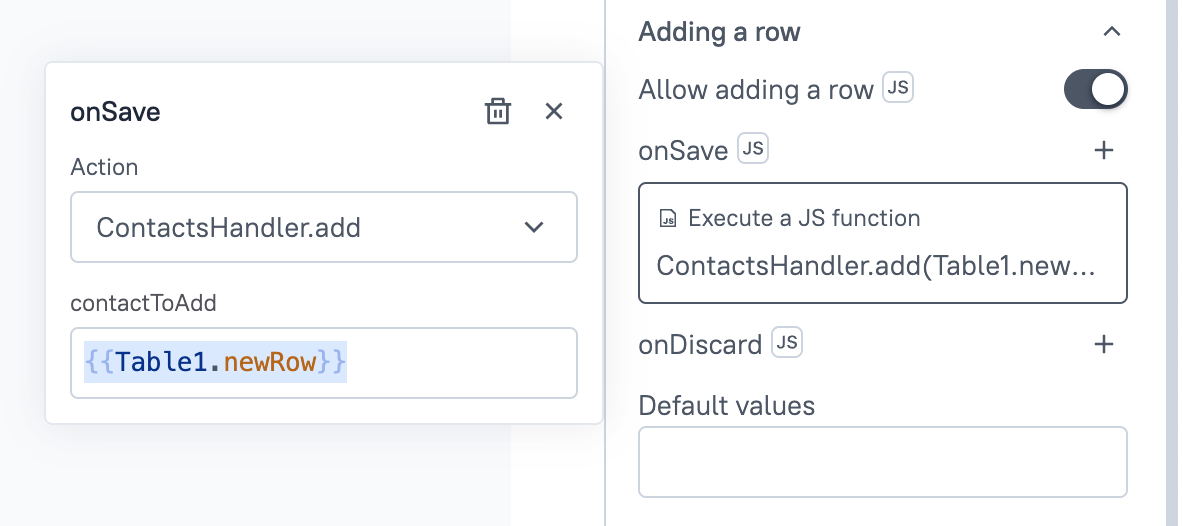 onSave
Action
ContactsHandler.add
contactToAdd
{{Table1.newRow}}
Adding a row
Allow adding a row JS
onSave JS
JS Execute a JS function
ContactsHandler.add(Table1.new...
onDiscard JS
Default values